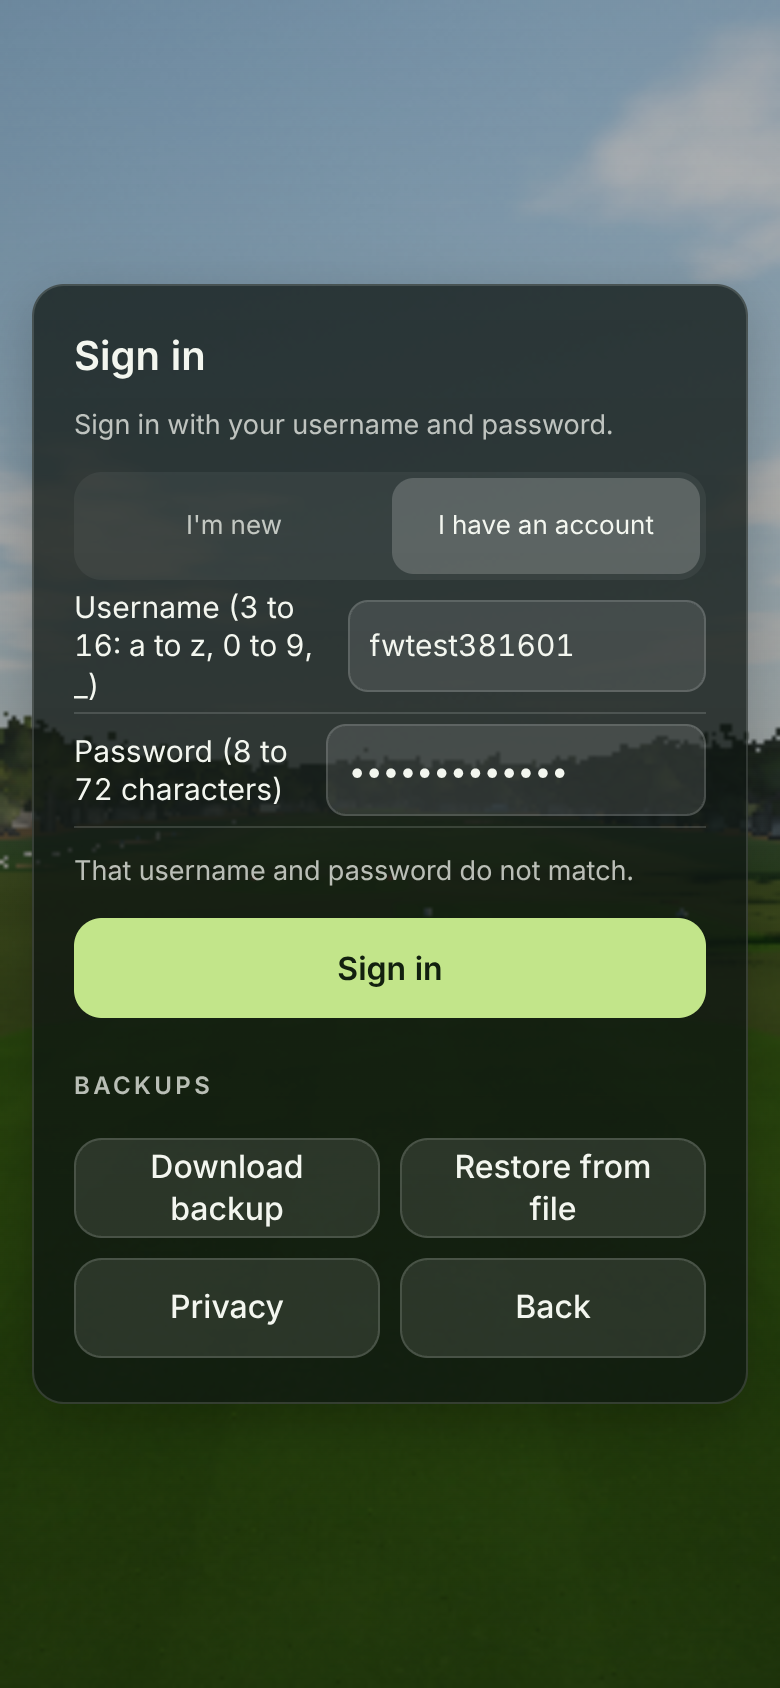 Sign in
Sign in with your username and password.
I'm new
I have an account
Username (3 to
16: a to z, 0 to 9,
_)
fwtest381601
Password (8 to
72 characters)
•••••••••••••
That username and password do not match.
Sign in
BACKUPS
Download
backup
Restore from
file
Privacy
Back